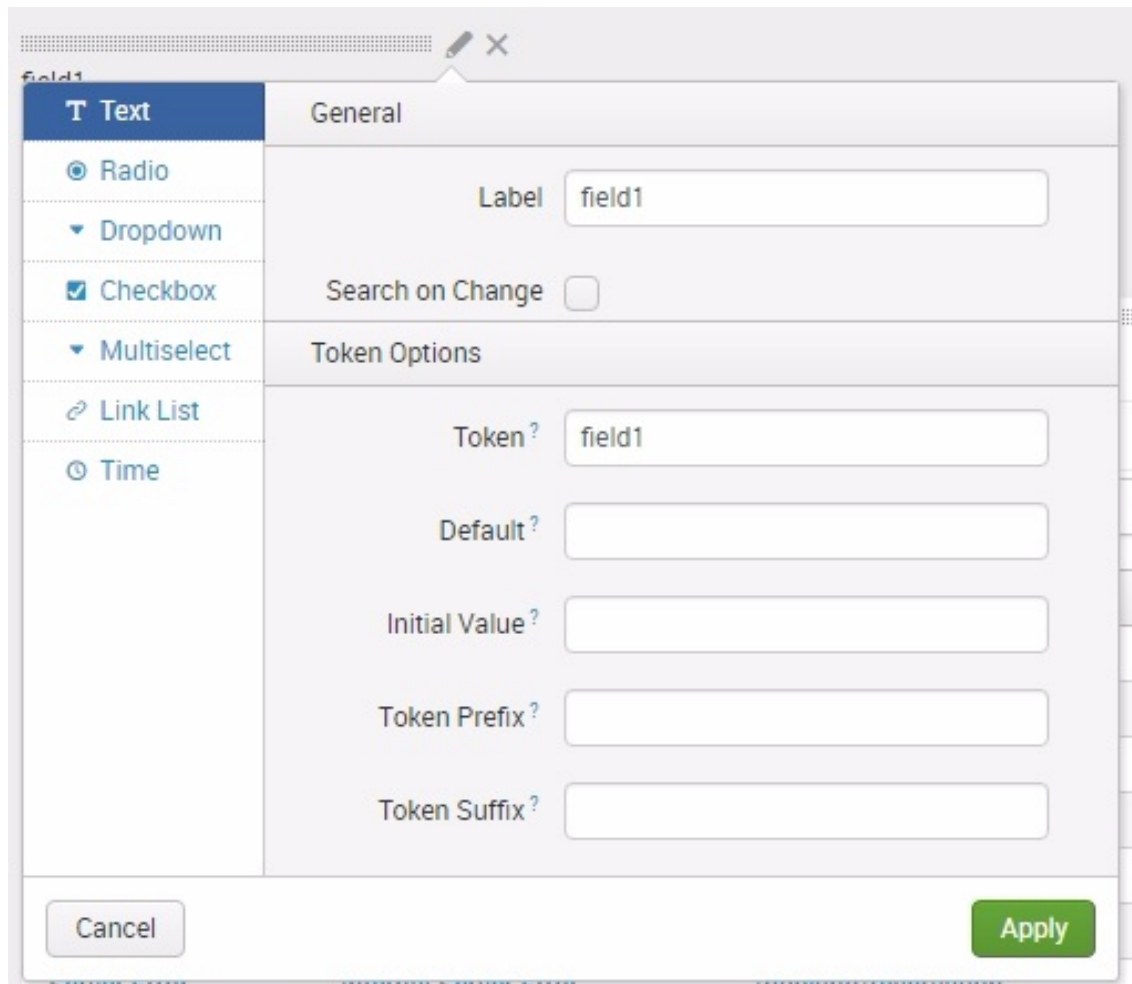 field1
Text
General
Radio
Label field1
Dropdown
Checkbox
Search on Change
Multiselect
Token Options
Link List
Token ? field1
Time
Default ?
Initial Value ?
Token Prefix ?
Token Suffix ?
Cancel Apply